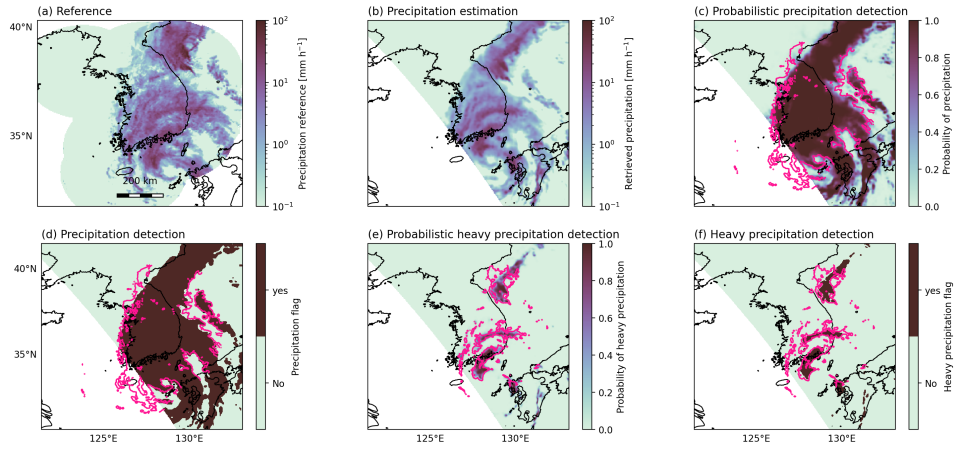 (a) Reference
(b) Precipitation estimation
(c) Probabilistic precipitation detection
40°N
35°N
200 km
10²
10¹
10⁰
10⁻¹
Precipitation reference [mm h⁻¹]
10²
10¹
10⁰
10⁻¹
Retrieved precipitation [mm h⁻¹]
1.0
0.8
0.6
0.4
0.2
0.0
Probability of precipitation
(d) Precipitation detection
(e) Probabilistic heavy precipitation detection
(f) Heavy precipitation detection
40°N
35°N
125°E
130°E
yes
No
Precipitation flag
125°E
130°E
1.0
0.8
0.6
0.4
0.2
0.0
Probability of heavy precipitation
125°E
130°E
yes
No
Heavy precipitation flag